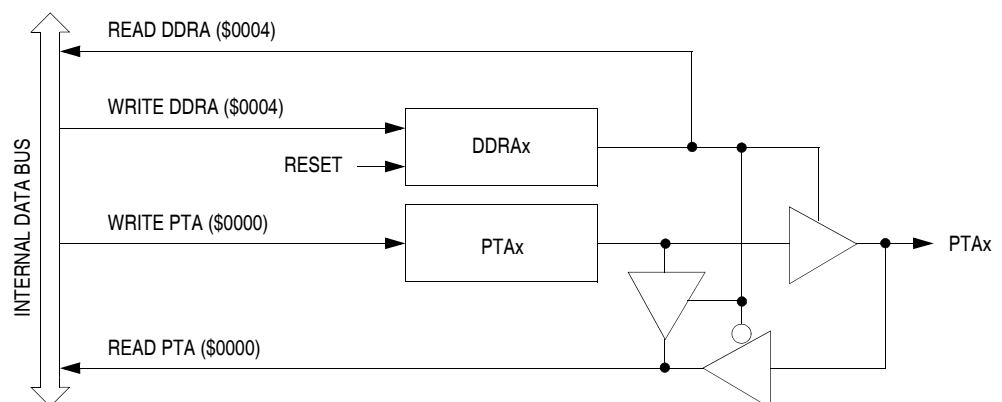 READ DDRA ($0004)
WRITE DDRA ($0004)
DDRAx
RESET
INTERNAL DATA BUS
WRITE PTA ($0000)
PTAx
PTAx
READ PTA ($0000)